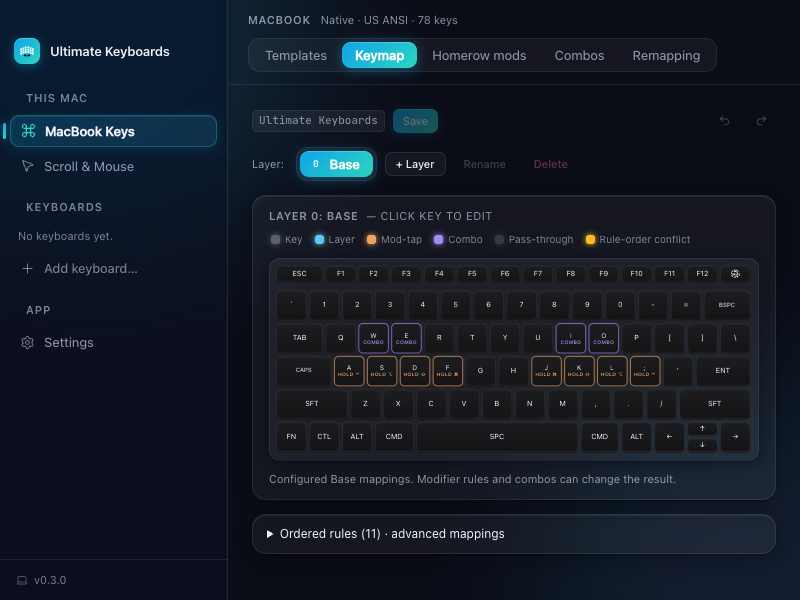 MACBOOK Native · US ANSI · 78 keys
Ultimate Keyboards
Templates Keymap Homerow mods Combos Remapping
THIS MAC
MacBook Keys
Scroll & Mouse
KEYBOARDS
No keyboards yet.
Add keyboard...
APP
Settings
v0.3.0
Ultimate Keyboards Save
Layer: 0 Base + Layer Rename Delete
LAYER 0: BASE — CLICK KEY TO EDIT
Key Layer Mod-tap Combo Pass-through Rule-order conflict
ESC F1 F2 F3 F4 F5 F6 F7 F8 F9 F10 F11 F12
` 1 2 3 4 5 6 7 8 9 0 - = BSPC
TAB Q W E R T Y U I O P [ ] \
COMBO COMBO COMBO COMBO
CAPS A S D F G H J K L ; ' ENT
HOLD ⌃ HOLD ⌥ HOLD ⇧ HOLD ⌘ HOLD ⌘ HOLD ⇧ HOLD ⌥ HOLD ⌃
SFT Z X C V B N M , . / SFT
FN CTL ALT CMD SPC CMD ALT ← ↑ ↓ →
Configured Base mappings. Modifier rules and combos can change the result.
Ordered rules (11) · advanced mappings